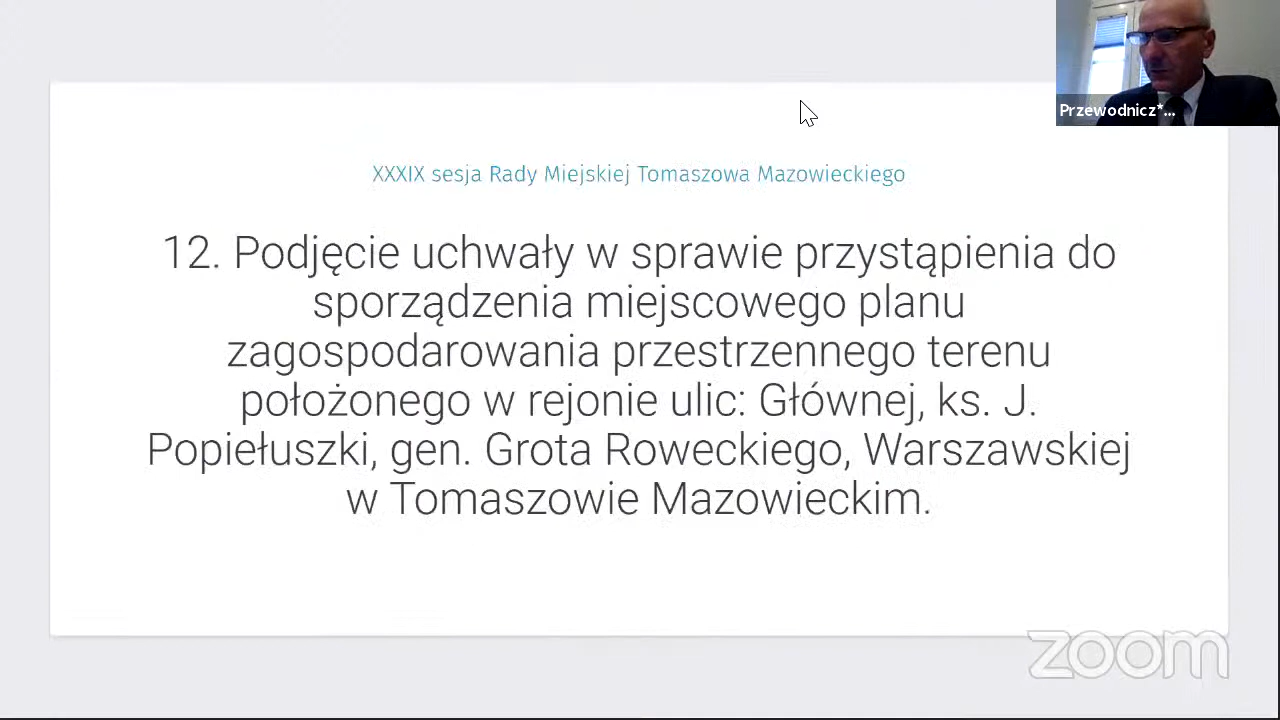 Przewodnicz*...
XXXIX sesja Rady Miejskiej Tomaszowa Mazowieckiego
12. Podjęcie uchwały w sprawie przystąpienia do
sporządzenia miejscowego planu
zagospodarowania przestrzennego terenu
położonego w rejonie ulic: Głównej, ks. J.
Popiełuszki, gen. Grota Roweckiego, Warszawskiej
w Tomaszowie Mazowieckim.
zoom